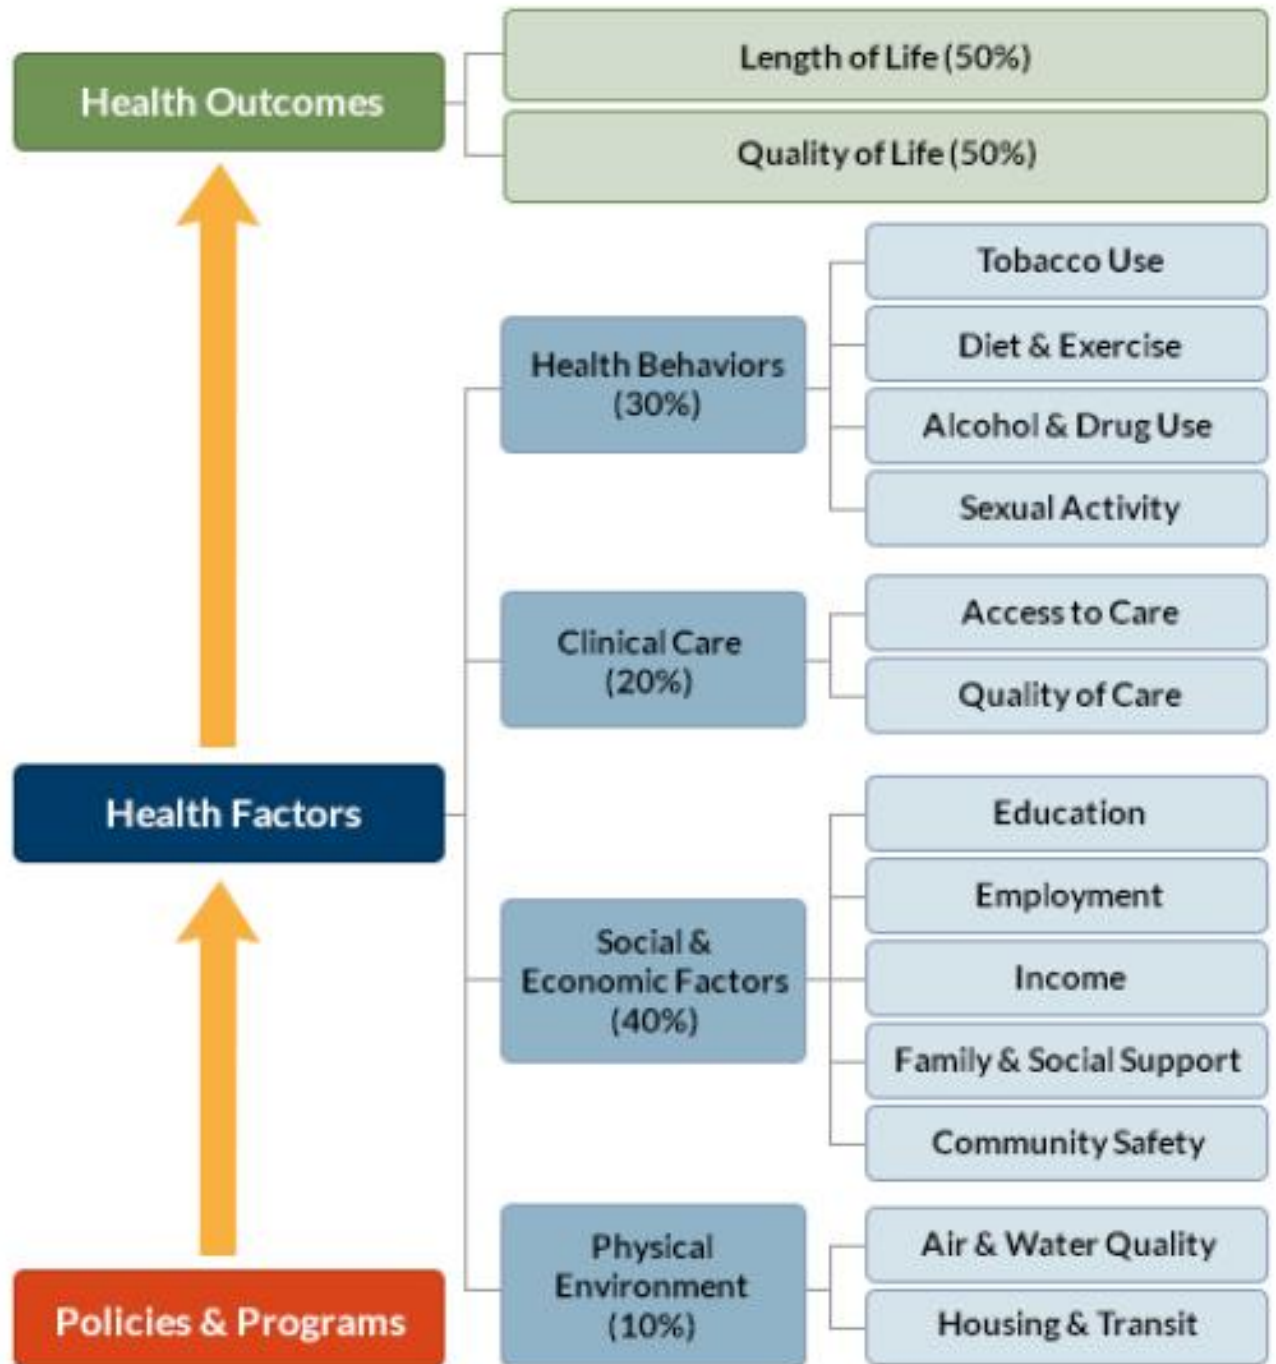 Health Outcomes
Length of Life (50%)
Quality of Life (50%)
Health Factors
Health Behaviors
(30%)
Tobacco Use
Diet & Exercise
Alcohol & Drug Use
Sexual Activity
Clinical Care
(20%)
Access to Care
Quality of Care
Social &
Economic Factors
(40%)
Education
Employment
Income
Family & Social Support
Community Safety
Physical
Environment
(10%)
Air & Water Quality
Housing & Transit
Policies & Programs